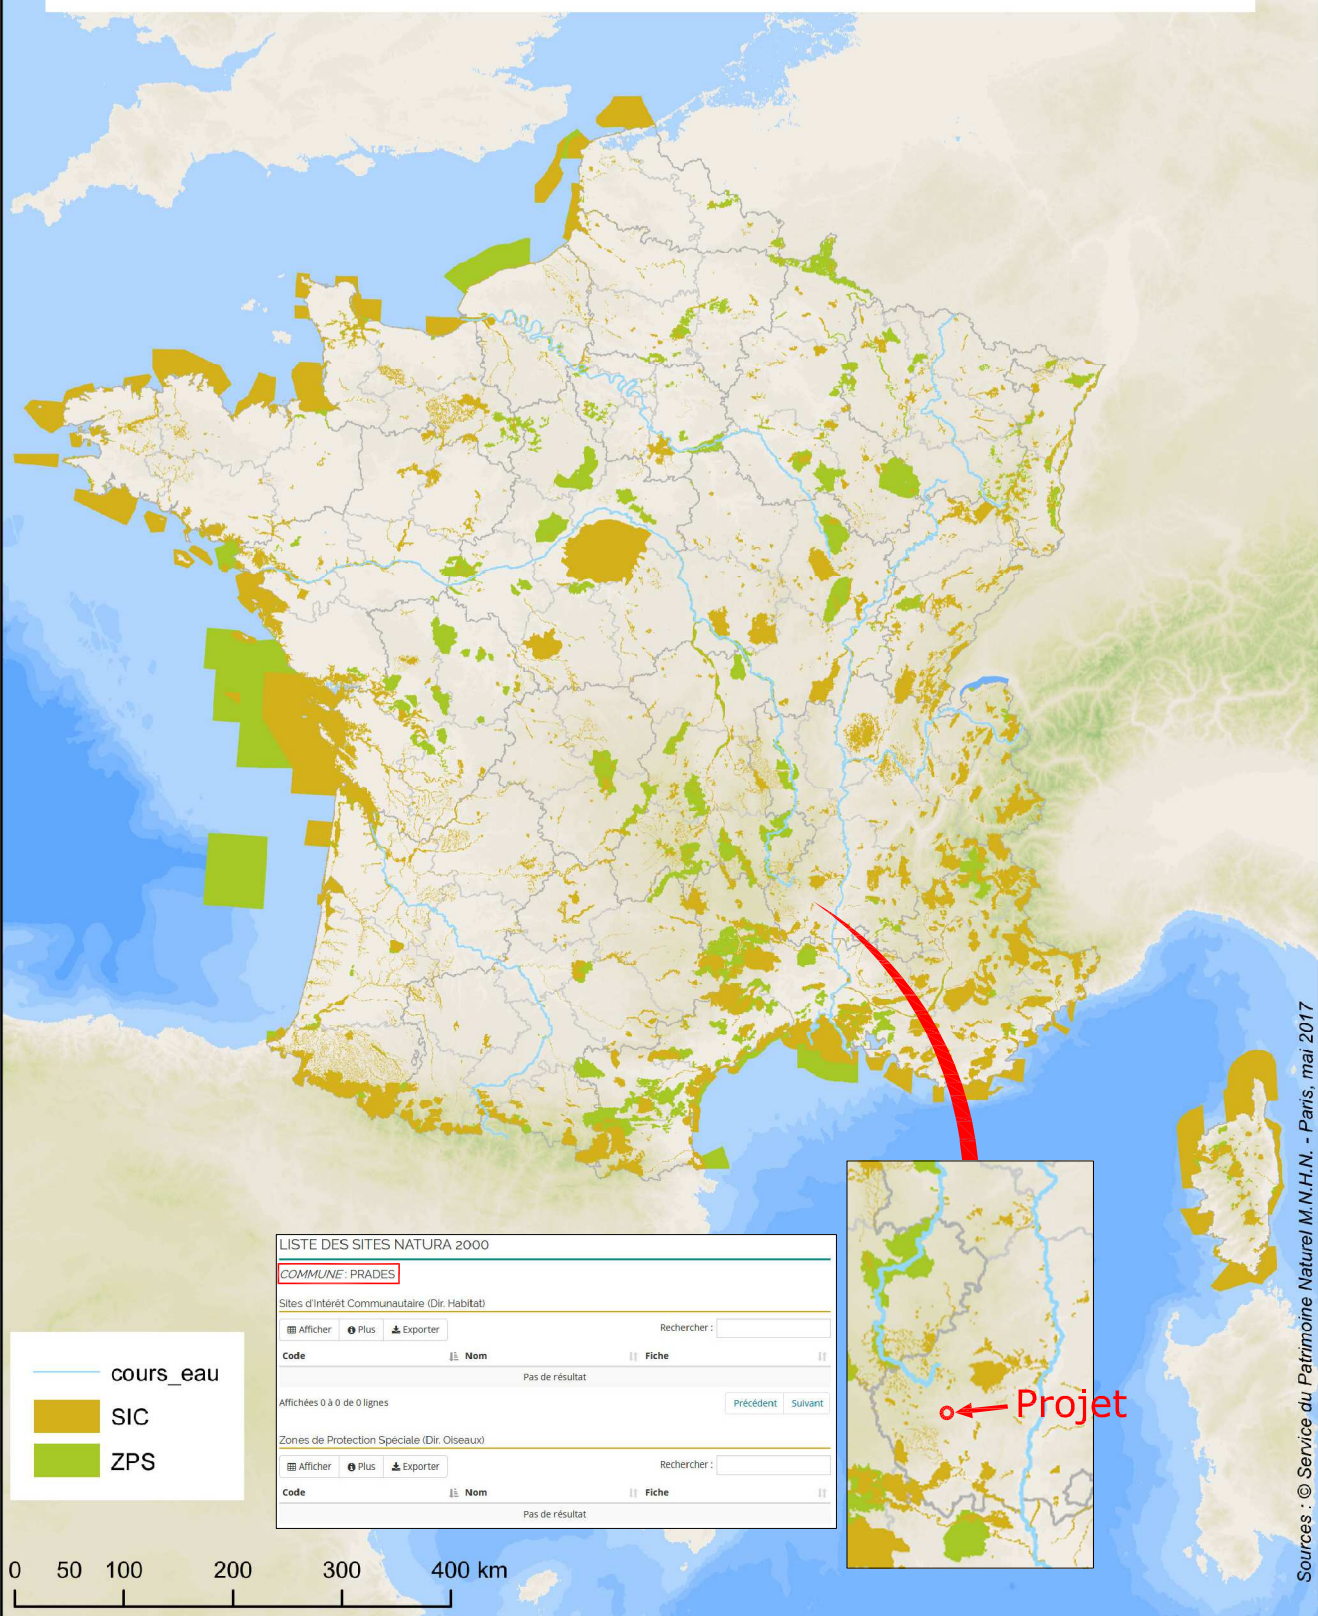 LISTE DES SITES NATURA 2000
COMMUNE : PRADES
Sites d'Intérêt Communautaire (Dir. Habitat)
Afficher Plus Exporter Rechercher :
Code Nom Fiche
Pas de résultat
Affichées 0 à 0 de 0 lignes Précédent Suivant
Zones de Protection Spéciale (Dir. Oiseaux)
Afficher Plus Exporter Rechercher :
Code Nom Fiche
Pas de résultat
Projet
cours_eau
SIC
ZPS
0 50 100 200 300 400 km
Sources : © Service du Patrimoine Naturel M.N.H.N. - Paris, mai 2017